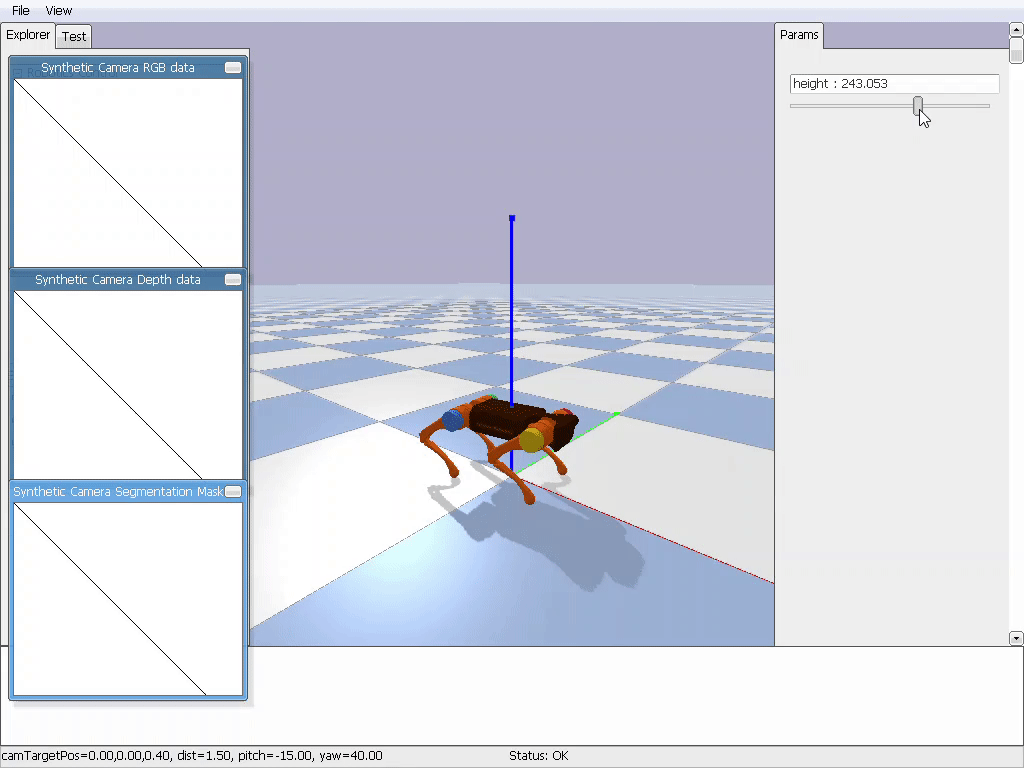 File View
Explorer Test
Params
Synthetic Camera RGB data
height : 243.053
Synthetic Camera Depth data
Synthetic Camera Segmentation Mask
camTargetPos=0.00,0.00,0.40, dist=1.50, pitch=-15.00, yaw=40.00
Status: OK